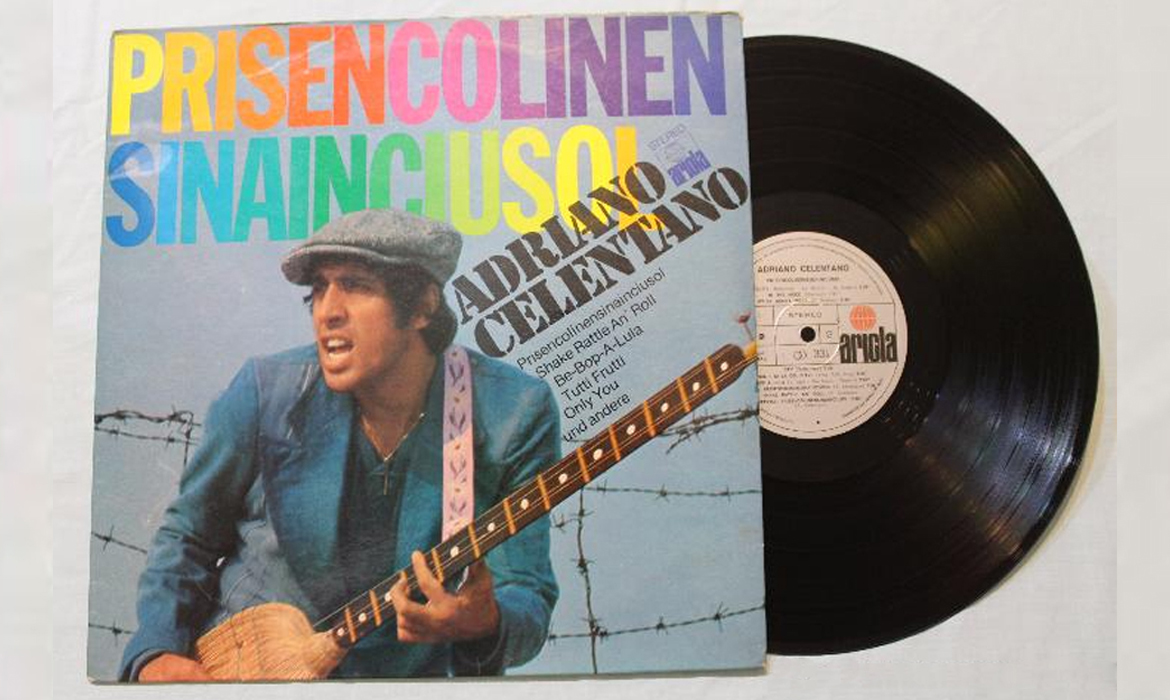 PRISENCOLINEN
SINAINCIUSOL
STEREO
ariola
ADRIANO
CELENTANO
Prisencolinensinainciusol
Shake Rattle An' Roll
Be-Bop-A-Lula
Tutti Frutti
Only You
und andere
ADRIANO CELENTANO
STEREO
33
ariola